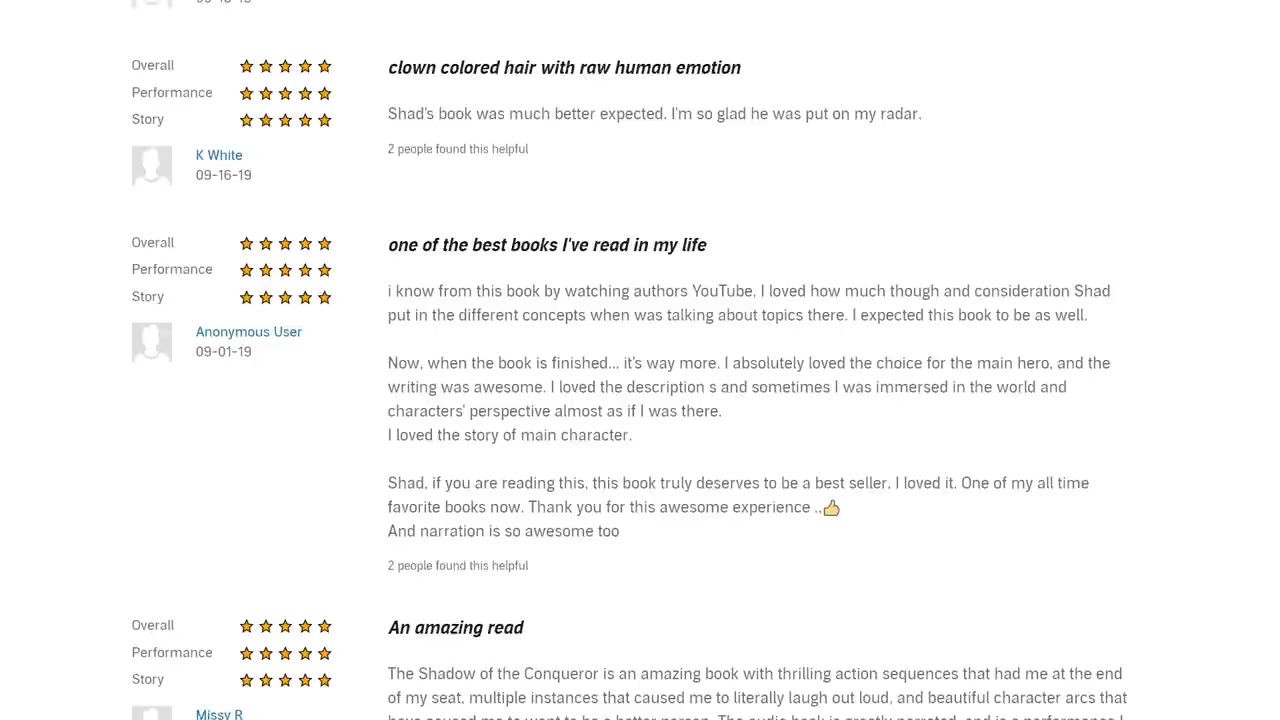 Overall
Performance
Story
K White
09-16-19
clown colored hair with raw human emotion
Shad's book was much better expected. I'm so glad he was put on my radar.
2 people found this helpful
Overall
Performance
Story
Anonymous User
09-01-19
one of the best books I've read in my life
i know from this book by watching authors YouTube, I loved how much though and consideration Shad
put in the different concepts when was talking about topics there. I expected this book to be as well.
Now, when the book is finished... it's way more. I absolutely loved the choice for the main hero, and the
writing was awesome. I loved the description s and sometimes I was immersed in the world and
characters' perspective almost as if I was there.
I loved the story of main character.
Shad, if you are reading this, this book truly deserves to be a best seller. I loved it. One of my all time
favorite books now. Thank you for this awesome experience ..👍
And narration is so awesome too
2 people found this helpful
Overall
Performance
Story
Missy R
An amazing read
The Shadow of the Conqueror is an amazing book with thrilling action sequences that had me at the end
of my seat, multiple instances that caused me to literally laugh out loud, and beautiful character arcs that